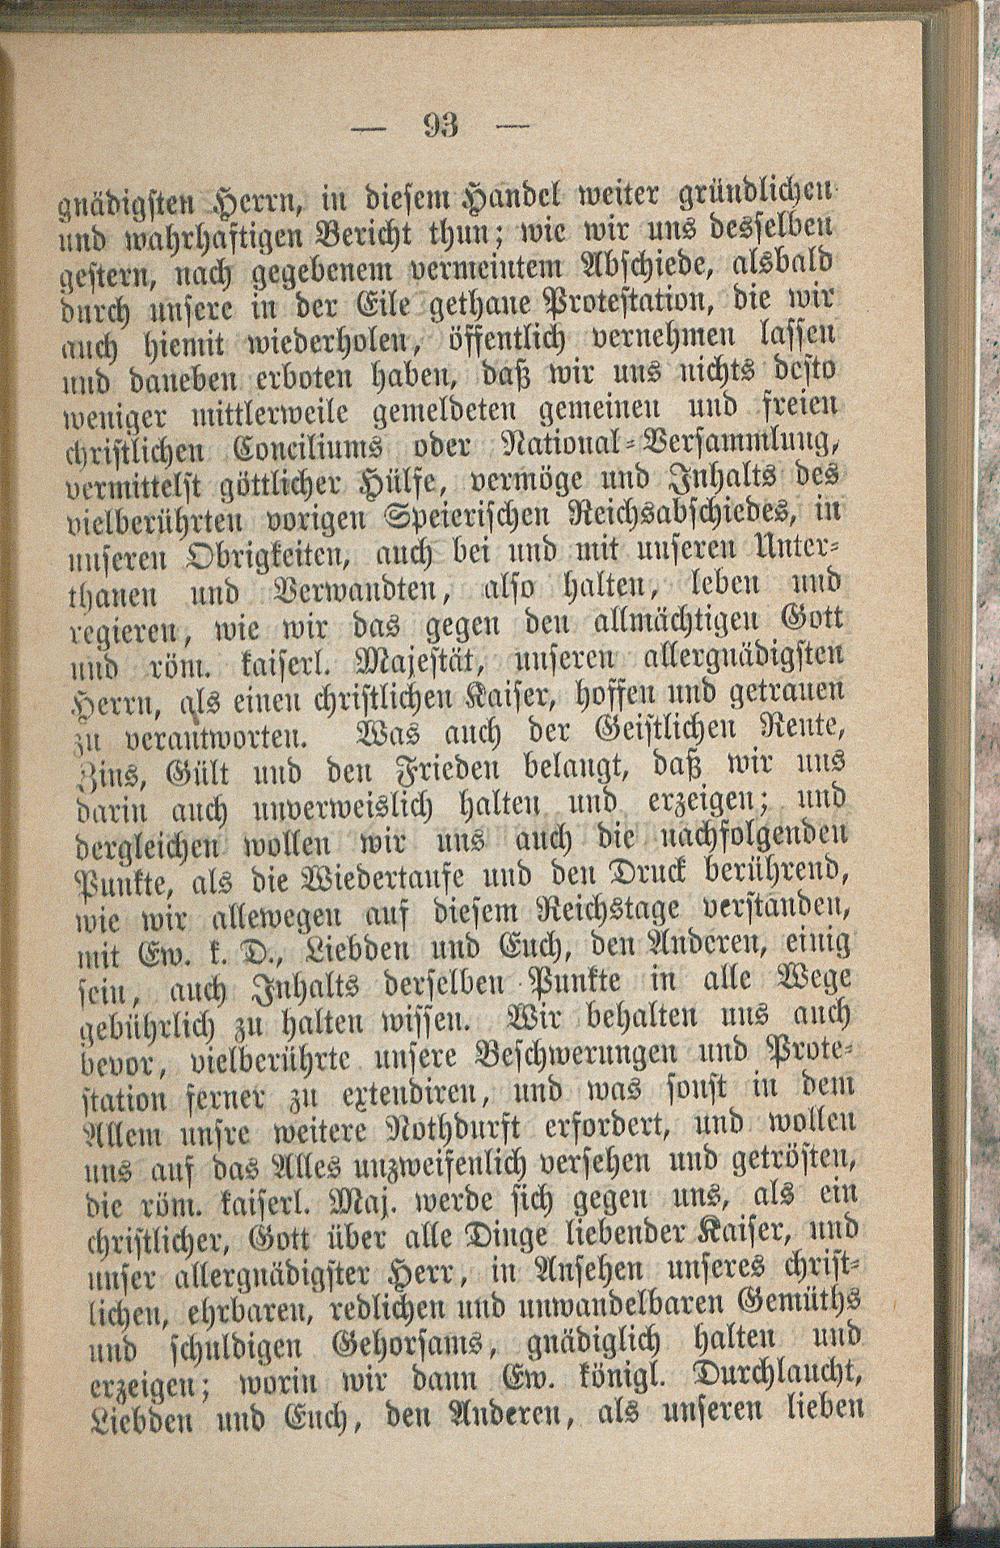 — 93 —
gnädigsten Herrn, in diesem Handel weiter gründlichen
und wahrhaftigen Bericht thun; wie wir uns desselben
gestern, nach gegebenem vermeintem Abschiede, alsbald
durch unsere in der Eile gethane Protestation, die wir
auch hiemit wiederholen, öffentlich vernehmen lassen
und daneben erboten haben, daß wir uns nichts desto
weniger mittlerweile gemeldeten gemeinen und freien
christlichen Conciliums oder National-Versammlung,
vermittelst göttlicher Hülfe, vermöge und Inhalts des
vielberührten vorigen Speierischen Reichsabschiedes, in
unseren Obrigkeiten, auch bei und mit unseren Unter-
thanen und Verwandten, also halten, leben und
regieren, wie wir das gegen den allmächtigen Gott
und röm. kaiserl. Majestät, unseren allergnädigsten
Herrn, als einen christlichen Kaiser, hoffen und getrauen
zu verantworten. Was auch der Geistlichen Rente,
Zins, Gült und den Frieden belangt, daß wir uns
darin auch unverweislich halten und erzeigen; und
dergleichen wollen wir uns auch die nachfolgenden
Punkte, als die Wiedertaufe und den Druck berührend,
wie wir allewegen auf diesem Reichstage verstanden,
mit Ew. k. D., Liebden und Euch, den Anderen, einig
sein, auch Inhalts derselben Punkte in alle Wege
gebührlich zu halten wissen. Wir behalten uns auch
bevor, vielberührte unsere Beschwerungen und Prote-
station ferner zu extendiren, und was sonst in dem
Allem unsre weitere Nothdurft erfordert, und wollen
uns auf das Alles unzweifenlich versehen und getrösten,
die röm. kaiserl. Maj. werde sich gegen uns, als ein
christlicher, Gott über alle Dinge liebender Kaiser, und
unser allergnädigster Herr, in Ansehen unseres christ-
lichen, ehrbaren, redlichen und unwandelbaren Gemüths
und schuldigen Gehorsams, gnädiglich halten und
erzeigen; worin wir dann Ew. königl. Durchlaucht,
Liebden und Euch, den Anderen, als unseren lieben